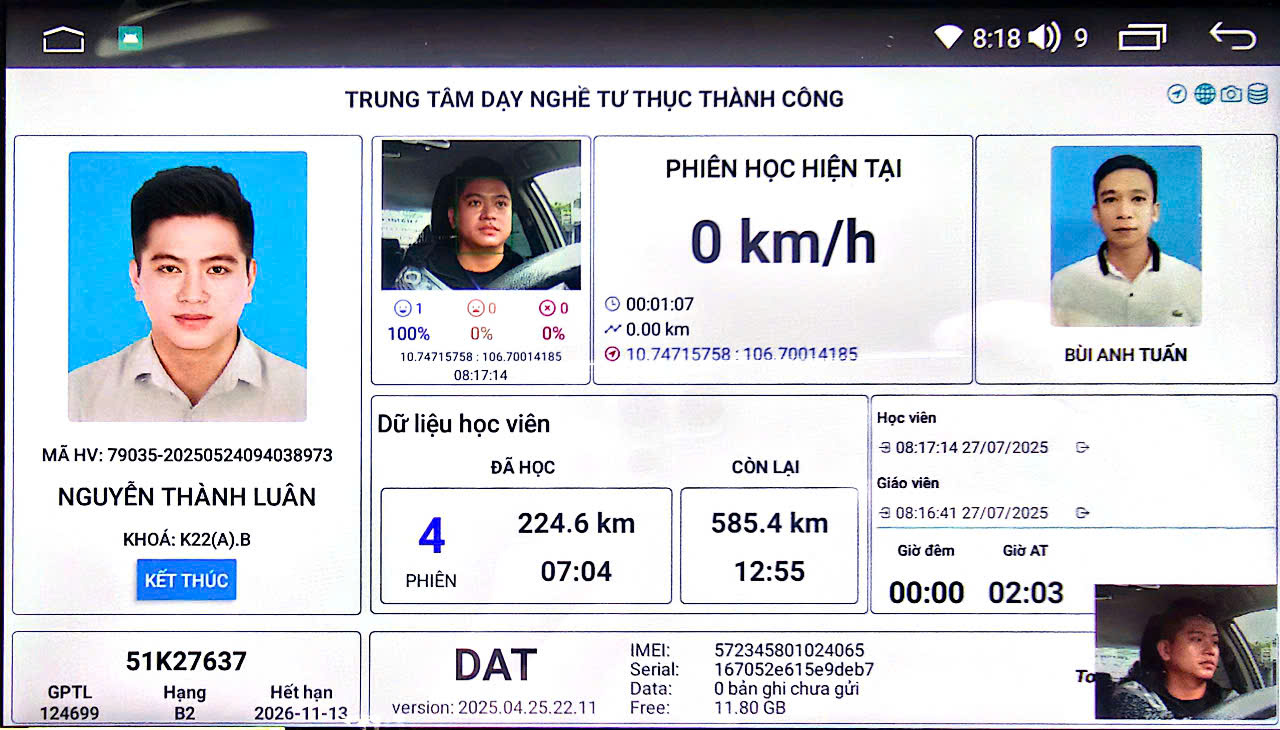 8:18 9
TRUNG TÂM DẠY NGHỀ TƯ THỤC THÀNH CÔNG
MÃ HV: 79035-20250524094038973
NGUYỄN THÀNH LUÂN
KHOÁ: K22(A).B
KẾT THÚC
1 0 0
100% 0% 0%
10.74715758 : 106.70014185
08:17:14
PHIÊN HỌC HIỆN TẠI
0 km/h
00:01:07
0.00 km
10.74715758 : 106.70014185
BÙI ANH TUẤN
Dữ liệu học viên
ĐÃ HỌC
CÒN LẠI
4
PHIÊN
224.6 km
07:04
585.4 km
12:55
Học viên
08:17:14 27/07/2025
Giáo viên
08:16:41 27/07/2025
Giờ đêm Giờ AT
00:00 02:03
51K27637
GPTL Hạng Hết hạn
124699 B2 2026-11-13
DAT
version: 2025.04.25.22.11
IMEI: 572345801024065
Serial: 167052e615e9deb7
Data: 0 bản ghi chưa gửi
Free: 11.80 GB